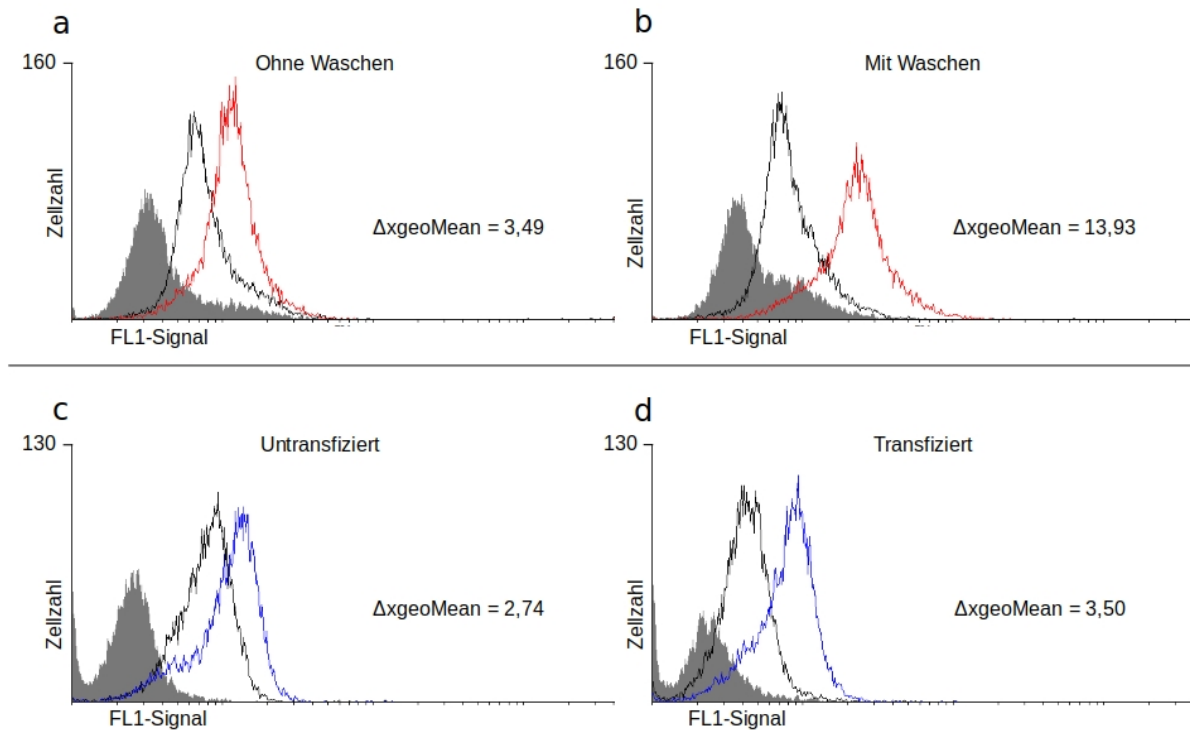 a
160
Ohne Waschen
Zellzahl
ΔxgeoMean = 3,49
FL1-Signal
b
160
Mit Waschen
Zellzahl
ΔxgeoMean = 13,93
FL1-Signal
c
130
Untransfiziert
Zellzahl
ΔxgeoMean = 2,74
FL1-Signal
d
130
Transfiziert
Zellzahl
ΔxgeoMean = 3,50
FL1-Signal